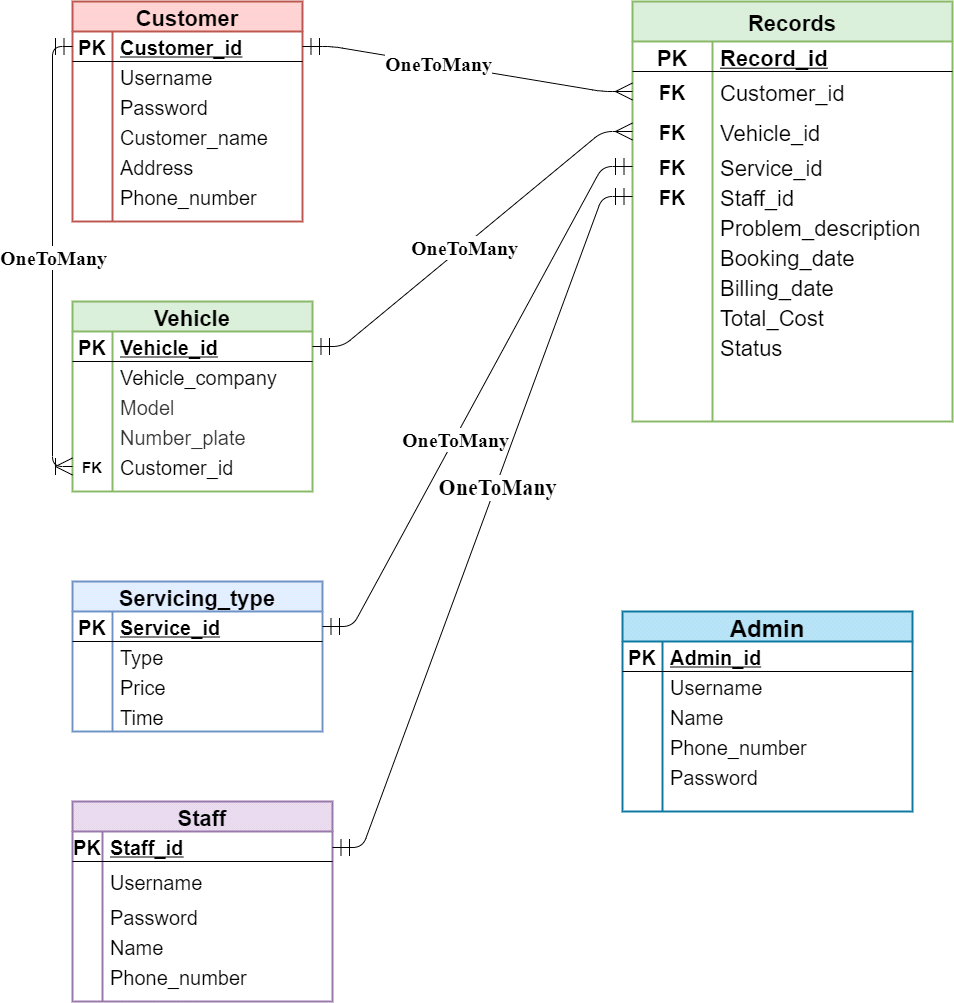 Customer
PK Customer_id
Username
Password
Customer_name
Address
Phone_number
OneToMany
OneToMany
Records
PK Record_id
FK Customer_id
FK Vehicle_id
FK Service_id
FK Staff_id
Problem_description
Booking_date
Billing_date
Total_Cost
Status
OneToMany
Vehicle
PK Vehicle_id
Vehicle_company
Model
Number_plate
FK Customer_id
OneToMany
OneToMany
Servicing_type
PK Service_id
Type
Price
Time
Admin
PK Admin_id
Username
Name
Phone_number
Password
Staff
PK Staff_id
Username
Password
Name
Phone_number